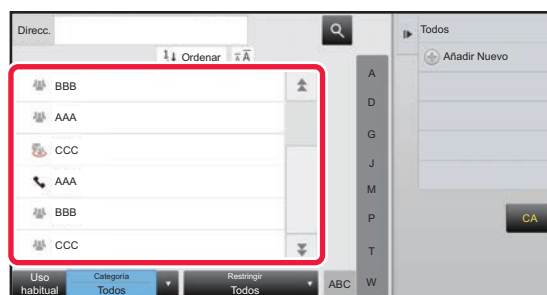 Direcc.
Ordenar
BBB
AAA
CCC
AAA
BBB
CCC
A
D
G
J
M
P
T
W
Uso habitual
Categoría
Todos
Restringir
Todos
ABC
Todos
Añadir Nuevo
CA